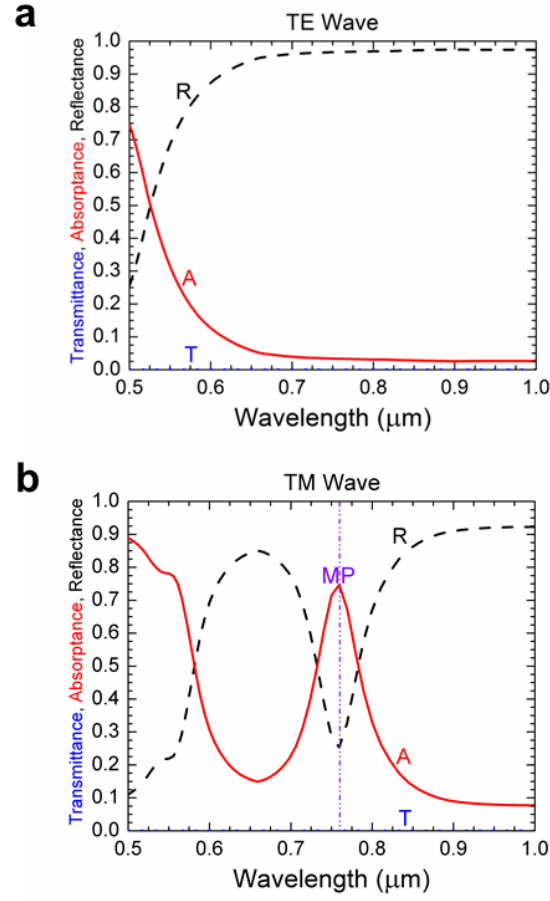 a
TE Wave
Transmittance, Absorptance, Reflectance
1.0
0.9
0.8
0.7
0.6
0.5
0.4
0.3
0.2
0.1
0.0
R
A
T
0.5 0.6 0.7 0.8 0.9 1.0
Wavelength (μm)
b
TM Wave
Transmittance, Absorptance, Reflectance
1.0
0.9
0.8
0.7
0.6
0.5
0.4
0.3
0.2
0.1
0.0
R
MP
A
T
0.5 0.6 0.7 0.8 0.9 1.0
Wavelength (μm)